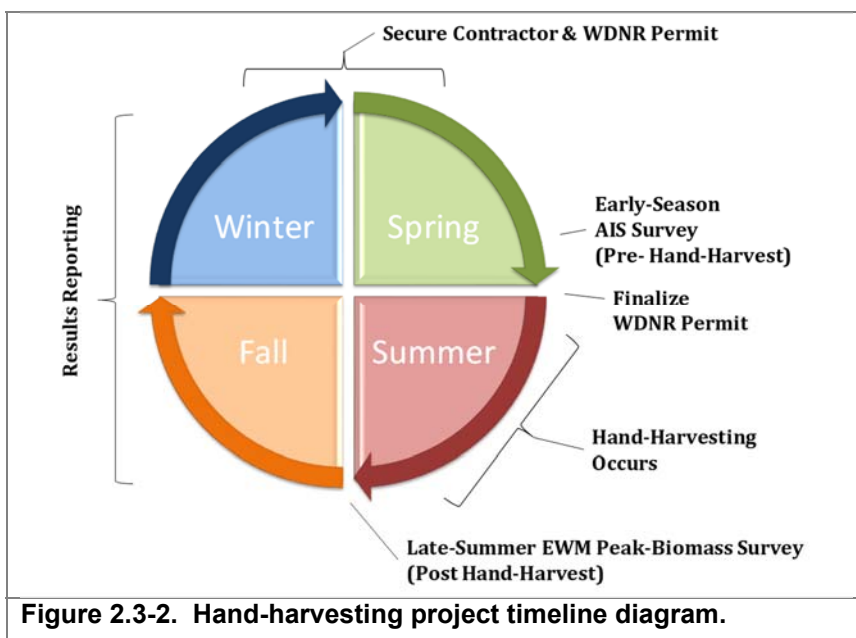 Secure Contractor & WDNR Permit
Results Reporting
Winter
Spring
Early-Season
AIS Survey
(Pre- Hand-Harvest)
Finalize
WDNR Permit
Fall
Summer
Hand-Harvesting
Occurs
Late-Summer EWM Peak-Biomass Survey
(Post Hand-Harvest)
Figure 2.3-2. Hand-harvesting project timeline diagram.